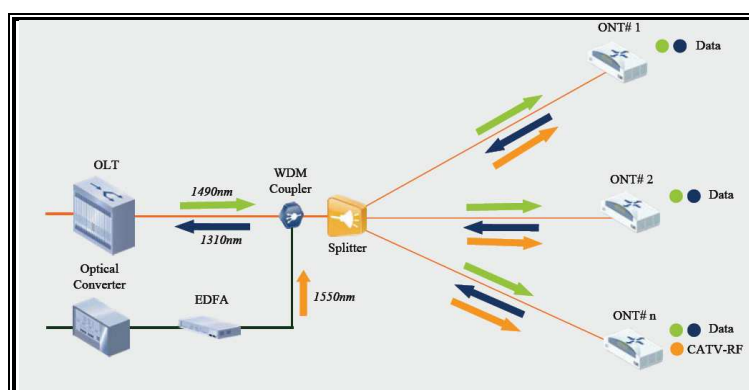 ONT# 1
Data
OLT
1490nm
WDM
Coupler
ONT# 2
Data
1310nm
Splitter
Optical
Converter
EDFA
1550nm
ONT# n
Data
CATV-RF